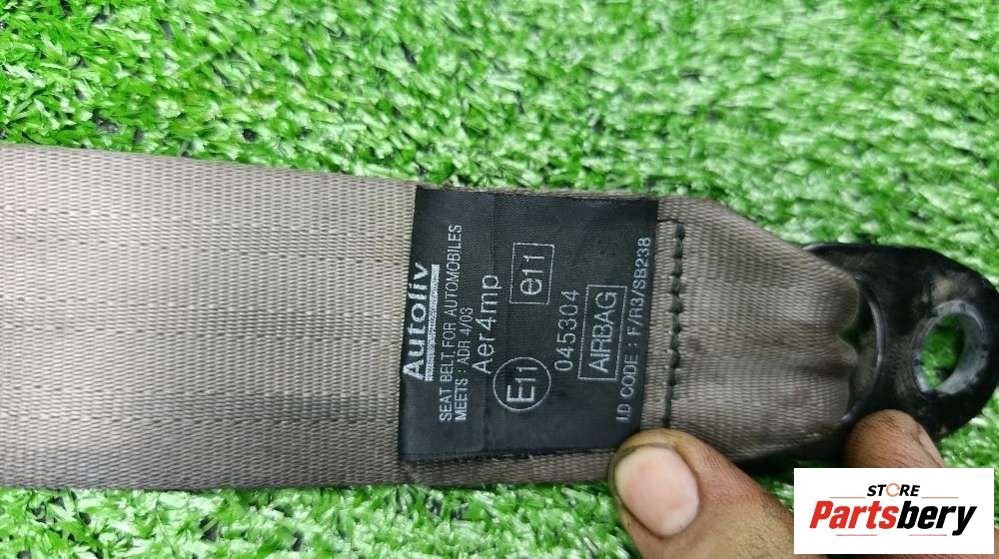 Autoliv
SEAT BELT FOR AUTOMOBILES
MEETS : ADR 4/03
Aer4mp
E11 e11
045304
AIRBAG
I.D CODE : F/R3/SB238
STORE
Partsbery